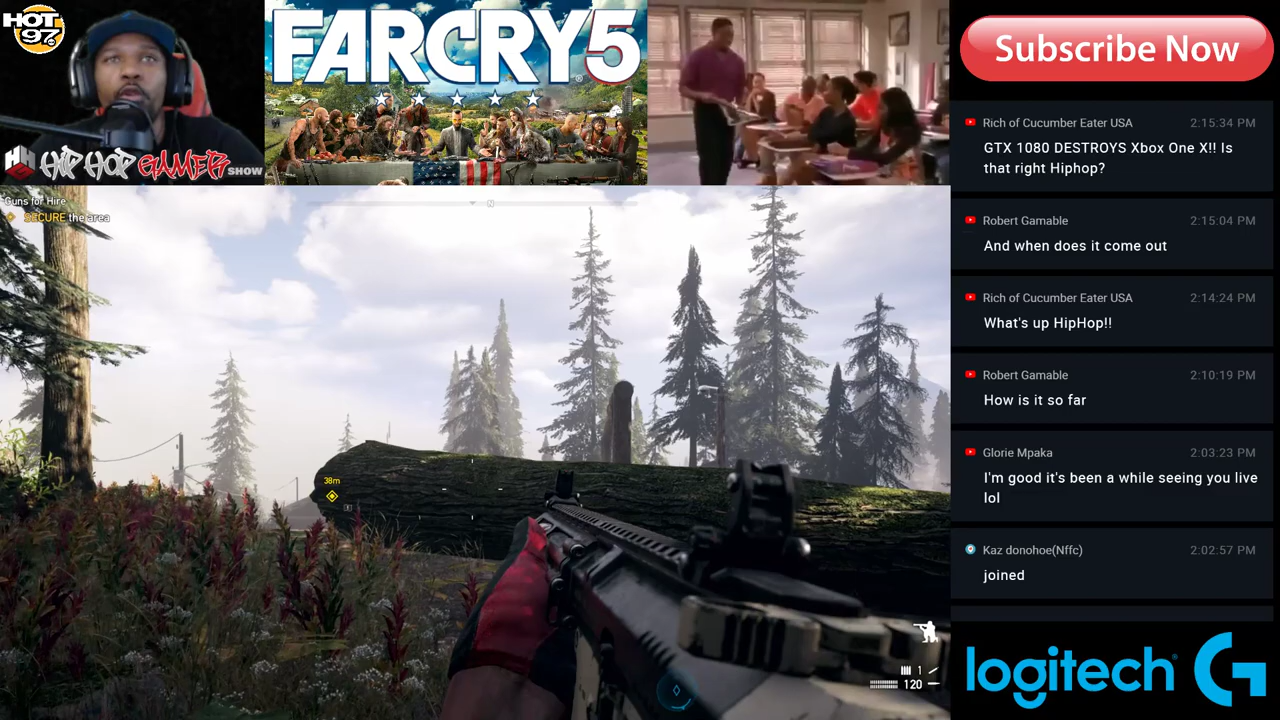 HOT
97
HIP HOP GAMER SHOW
FARCRY5
Subscribe Now
Guns for Hire
SECURE the area
N
38m
1
120
Rich of Cucumber Eater USA 2:15:34 PM
GTX 1080 DESTROYS Xbox One X!! Is
that right Hiphop?
Robert Gamable 2:15:04 PM
And when does it come out
Rich of Cucumber Eater USA 2:14:24 PM
What's up HipHop!!
Robert Gamable 2:10:19 PM
How is it so far
Glorie Mpaka 2:03:23 PM
I'm good it's been a while seeing you live
lol
Kaz donohoe(Nffc) 2:02:57 PM
joined
logitech G